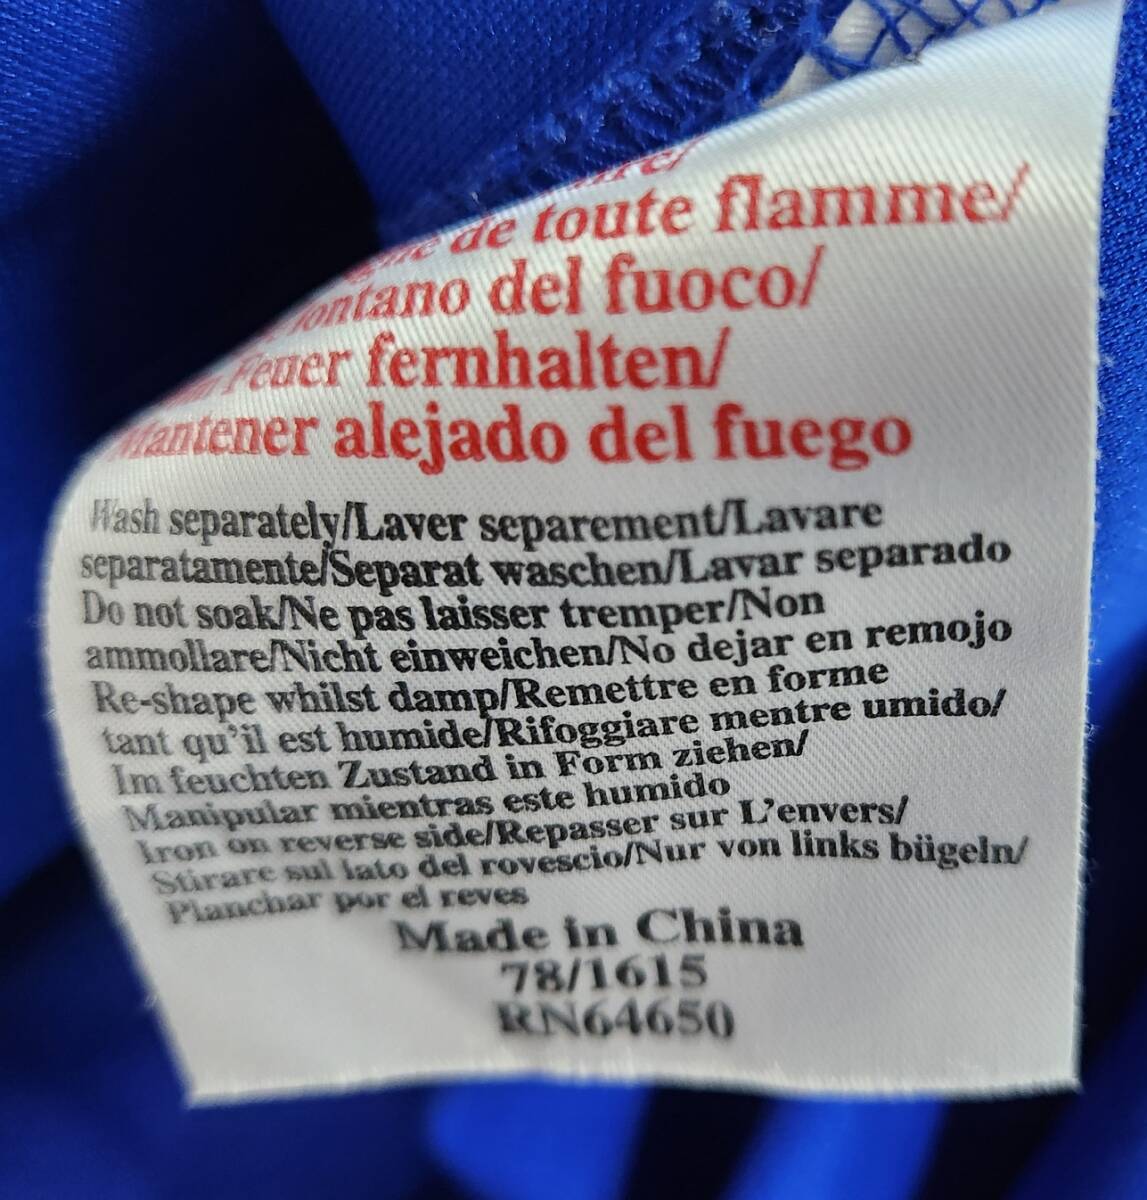 de toute flamme/
lontano del fuoco/
Feuer fernhalten/
Mantener alejado del fuego
Wash separately/Laver separement/Lavare
separatamente/Separat waschen/Lavar separado
Do not soak/Ne pas laisser tremper/Non
ammollare/Nicht einweichen/No dejar en remojo
Re-shape whilst damp/Remettre en forme
tant qu'il est humide/Rifoggiare mentre umido/
Im feuchten Zustand in Form ziehen/
Manipular mientras este humido
Iron on reverse side/Repasser sur L'envers/
Stirare sul lato del rovescio/Nur von links bügeln/
Planchar por el reves
Made in China
78/1615
RN64650